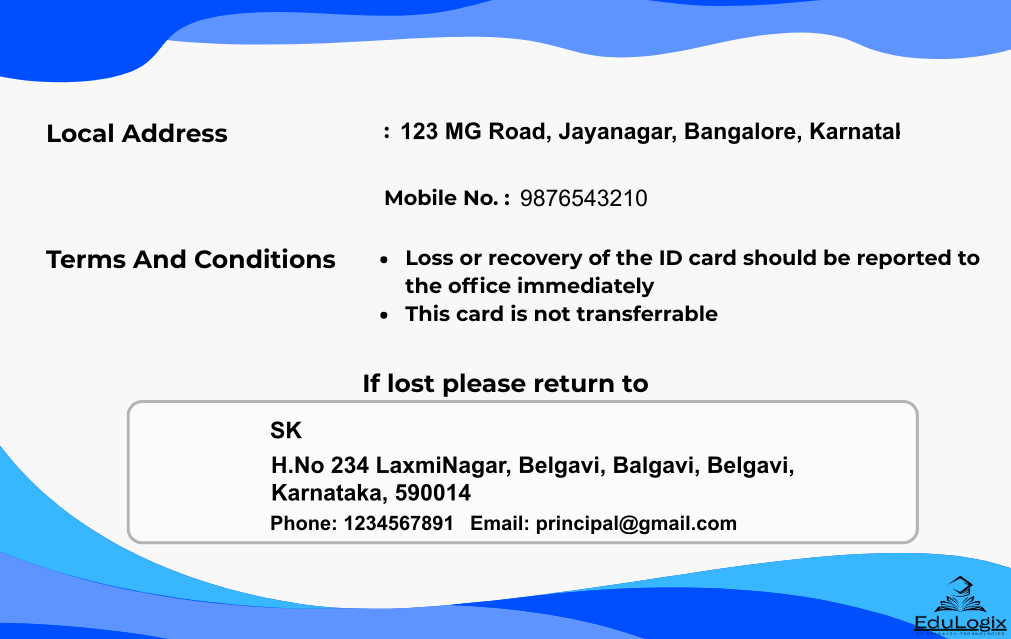 Local Address : 123 MG Road, Jayanagar, Bangalore, Karnata
Mobile No. : 9876543210
Terms And Conditions
• Loss or recovery of the ID card should be reported to
the office immediately
• This card is not transferrable
If lost please return to
SK
H.No 234 LaxmiNagar, Belgavi, Balgavi, Belgavi,
Karnataka, 590014
Phone: 1234567891 Email: principal@gmail.com
EduLogix